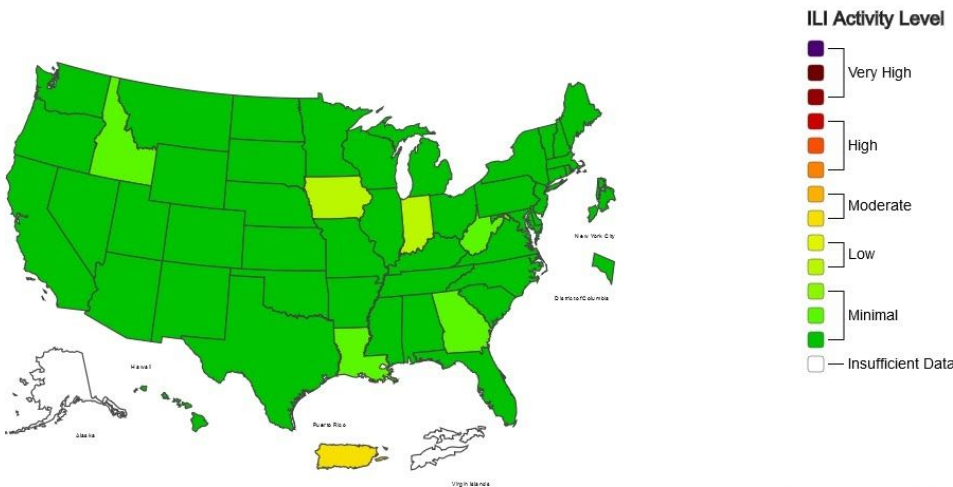 ILI Activity Level
Very High
High
Moderate
Low
Minimal
Insufficient Data
New York City
District of Columbia
Hawaii
Alaska
Puerto Rico
Virgin Islands